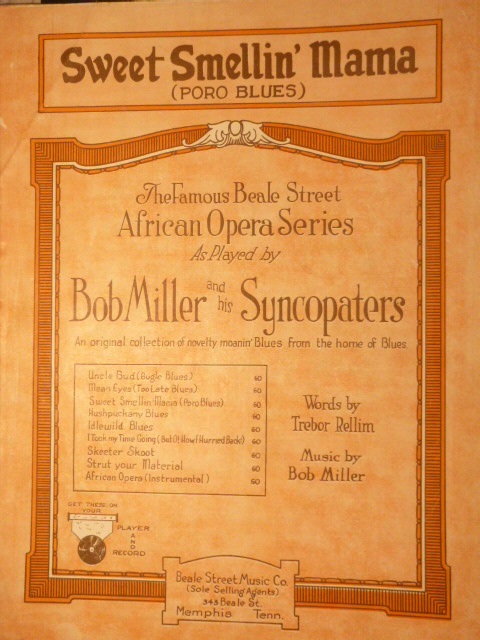 Sweet Smellin' Mama
(PORO BLUES)
The Famous Beale Street
African Opera Series
As Played by
Bob Miller and his Syncopaters
An original collection of novelty moanin' Blues from the home of Blues.
Uncle Bud (Bugle Blues) 60
Mean Eyes (Too Late Blues) 60
Sweet Smellin Mama (Poro Blues) 60
Hushpuckany Blues 60
Idlewild Blues 60
I Took my Time Going (But O! How I Hurried Back) 60
Skeeter Skoot 60
Strut your Material 60
African Opera (Instrumental) 60
Words by
Trebor Rellim
Music by
Bob Miller
GET THESE ON
YOUR
PLAYER
AND
RECORD
Beale Street Music Co.
(Sole Selling Agents)
343 Beale St.
Memphis Tenn.